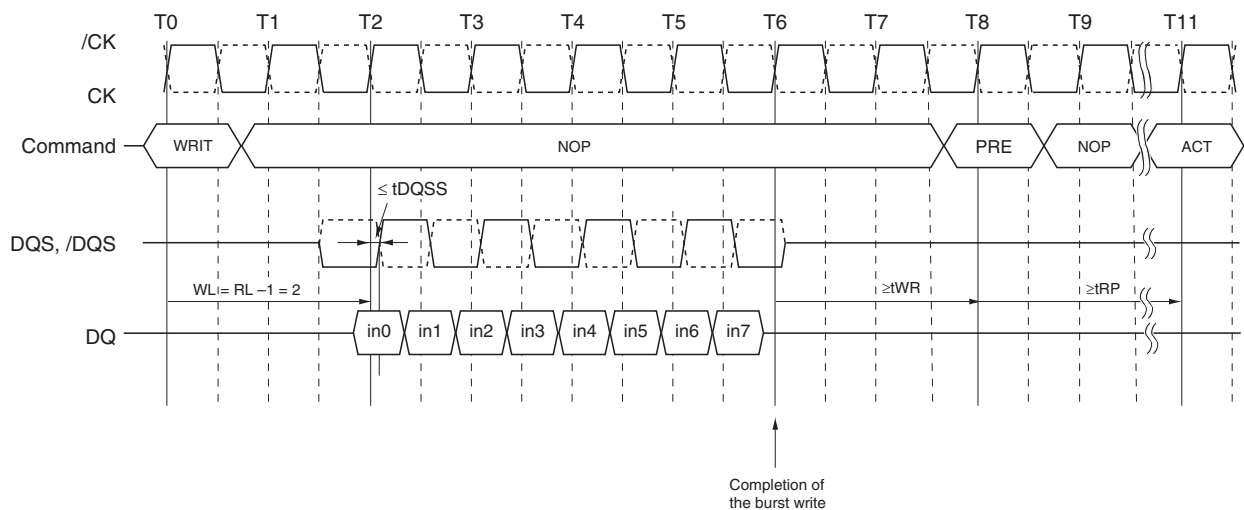 T0 T1 T2 T3 T4 T5 T6 T7 T8 T9 T11
/CK
CK
Command WRIT NOP PRE NOP ACT
≤ tDQSS
DQS, /DQS
WL = RL –1 = 2 ≥tWR ≥tRP
DQ in0 in1 in2 in3 in4 in5 in6 in7
Completion of
the burst write